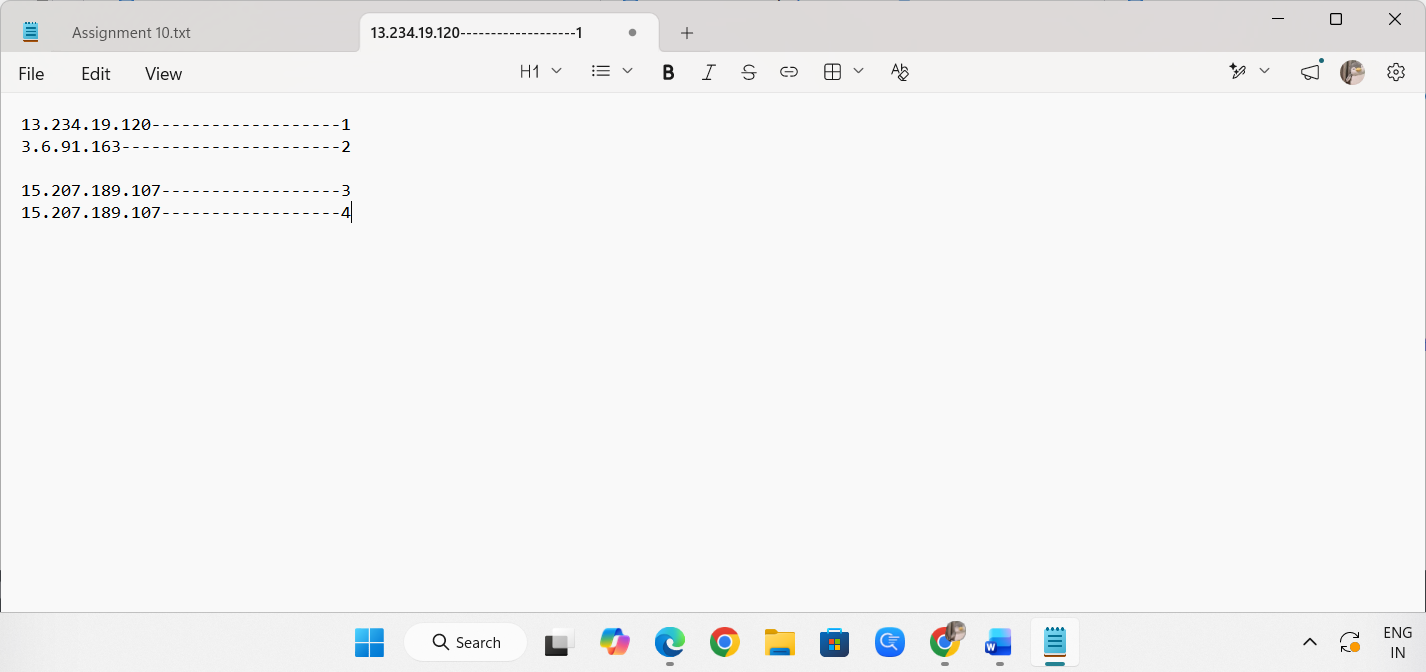 Assignment 10.txt
13.234.19.120-------------------1
File
Edit
View
H1
B
13.234.19.120-------------------1
3.6.91.163----------------------2
15.207.189.107------------------3
15.207.189.107------------------4
Search
ENG
IN